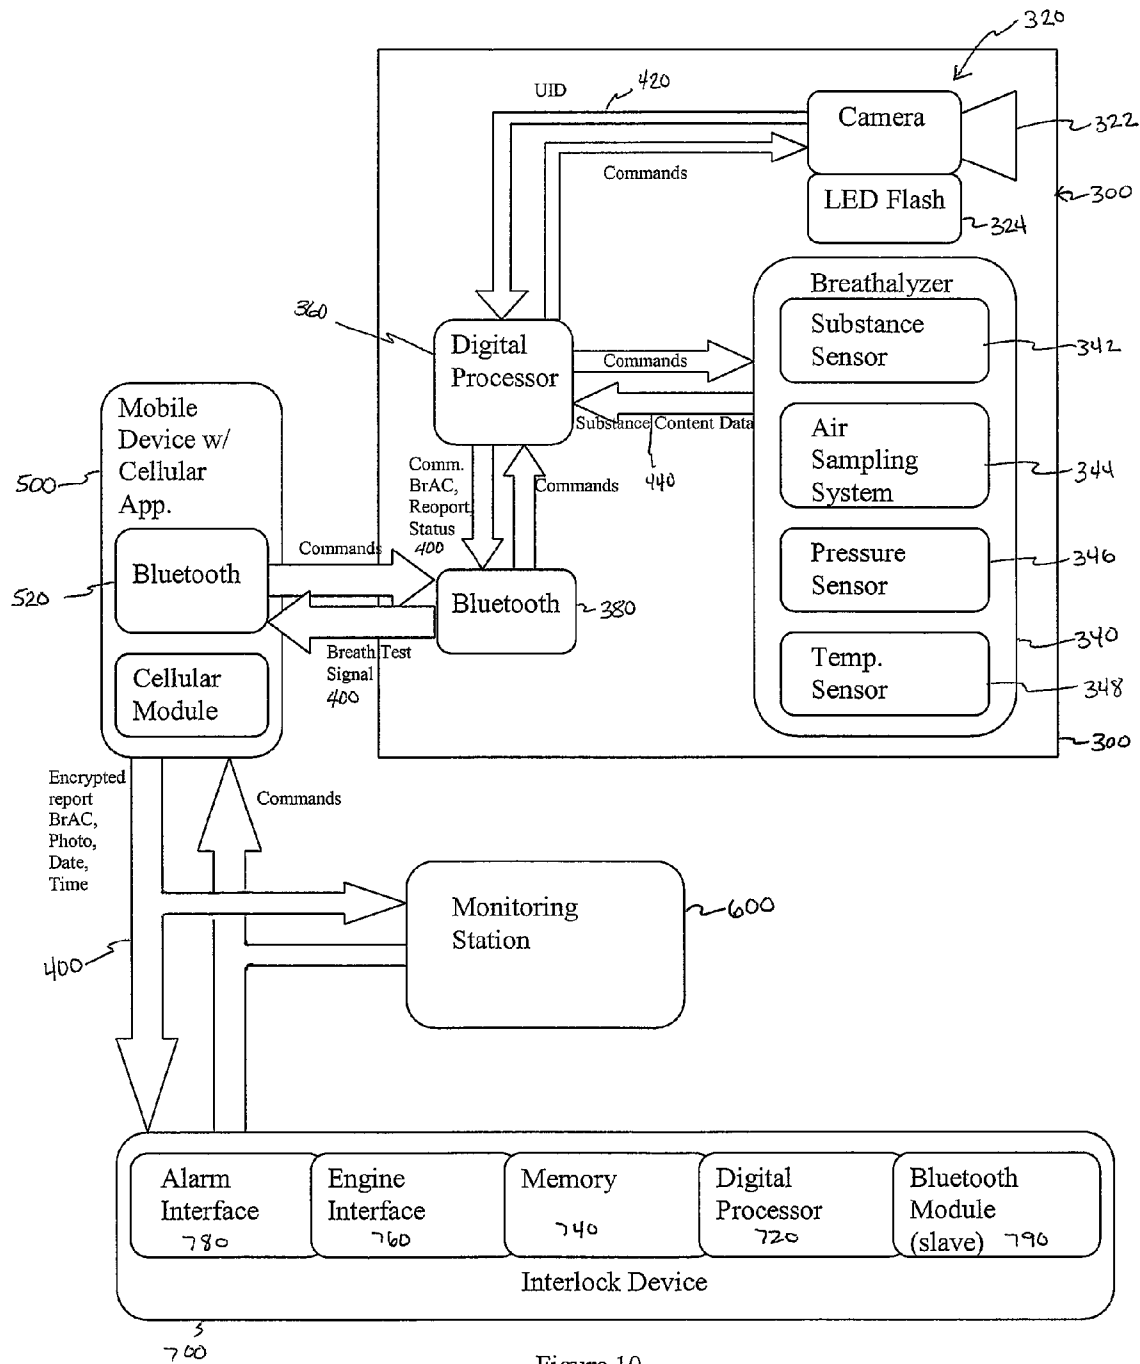 320
UID
420
Camera
322
Commands
300
LED Flash
324
Breathalyzer
360
Substance
Sensor
342
Digital
Processor
Commands
Substance Content Data
440
Air
Sampling
System
344
Mobile
Device w/
Cellular
App.
500
Comm.
BrAC,
Reoport
Status
400
Commands
Pressure
Sensor
346
Commands
Bluetooth
520
Bluetooth
380
Breath Test
Signal
400
340
Temp.
Sensor
348
Cellular
Module
300
Encrypted
report
BrAC,
Photo,
Date,
Time
Commands
Monitoring
Station
600
400
Alarm
Interface
780
Engine
Interface
760
Memory
740
Digital
Processor
720
Bluetooth
Module
(slave) 790
Interlock Device
700
Figure 10